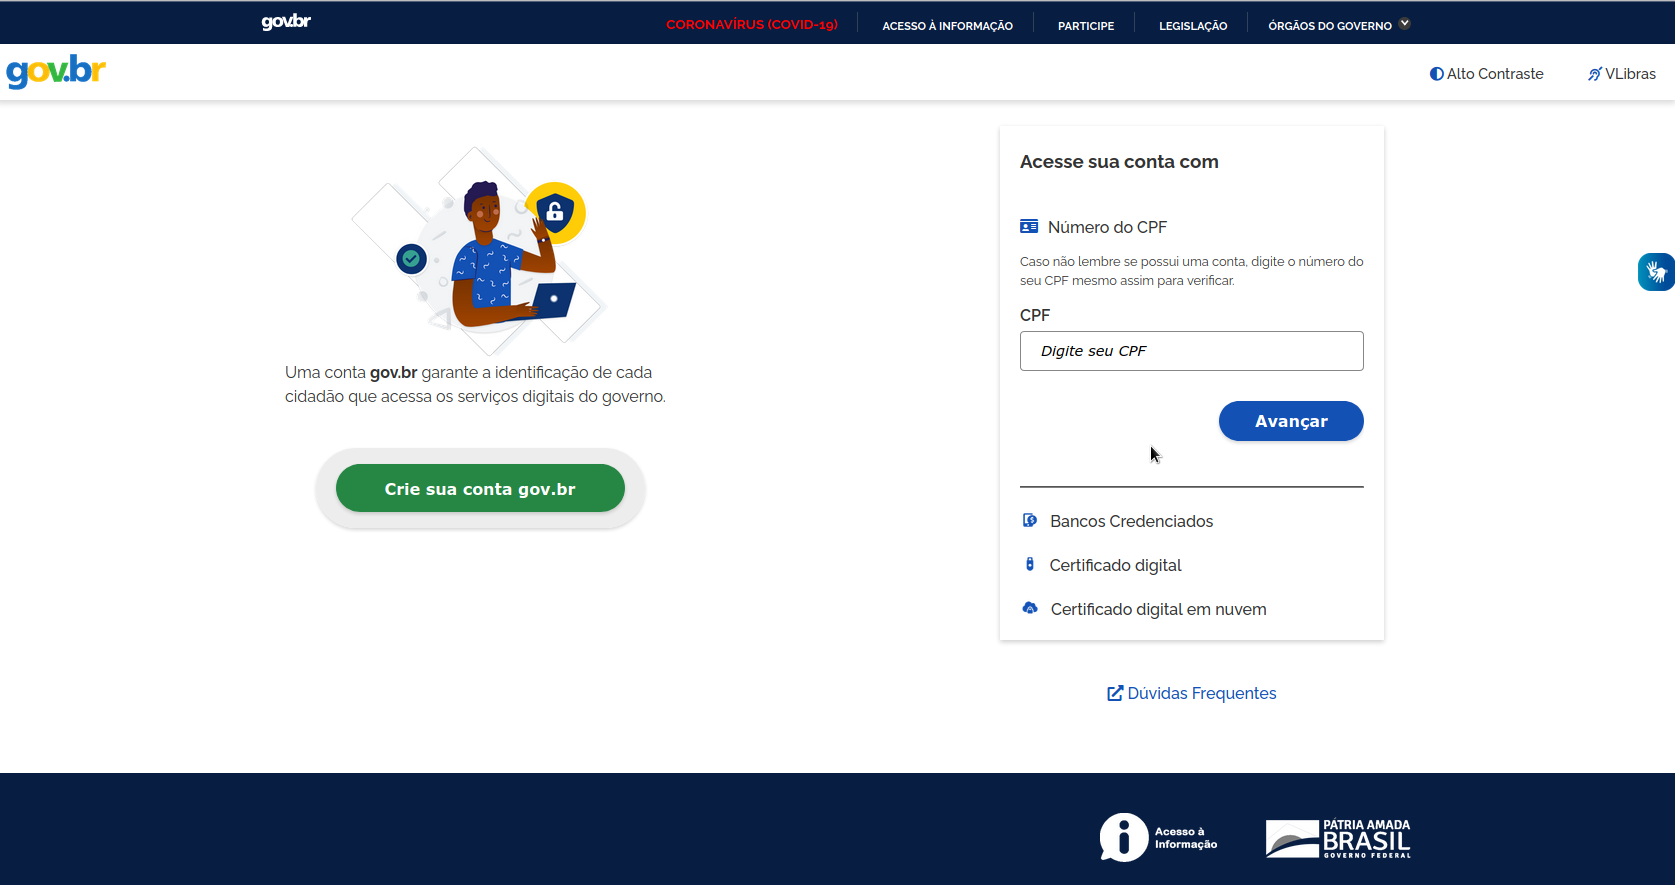 gov.br
CORONAVÍRUS (COVID-19)
ACESSO À INFORMAÇÃO
PARTICIPE
LEGISLAÇÃO
ÓRGÃOS DO GOVERNO
gov.br
Alto Contraste
VLibras
Uma conta gov.br garante a identificação de cada
cidadão que acessa os serviços digitais do governo.
Crie sua conta gov.br
Acesse sua conta com
Número do CPF
Caso não lembre se possui uma conta, digite o número do
seu CPF mesmo assim para verificar.
CPF
Digite seu CPF
Avançar
Bancos Credenciados
Certificado digital
Certificado digital em nuvem
Dúvidas Frequentes
Acesso à
Informação
PÁTRIA AMADA
BRASIL
GOVERNO FEDERAL